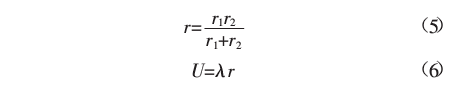 r=r₁r₂/r₁+r₂ (5)
U=λr (6)